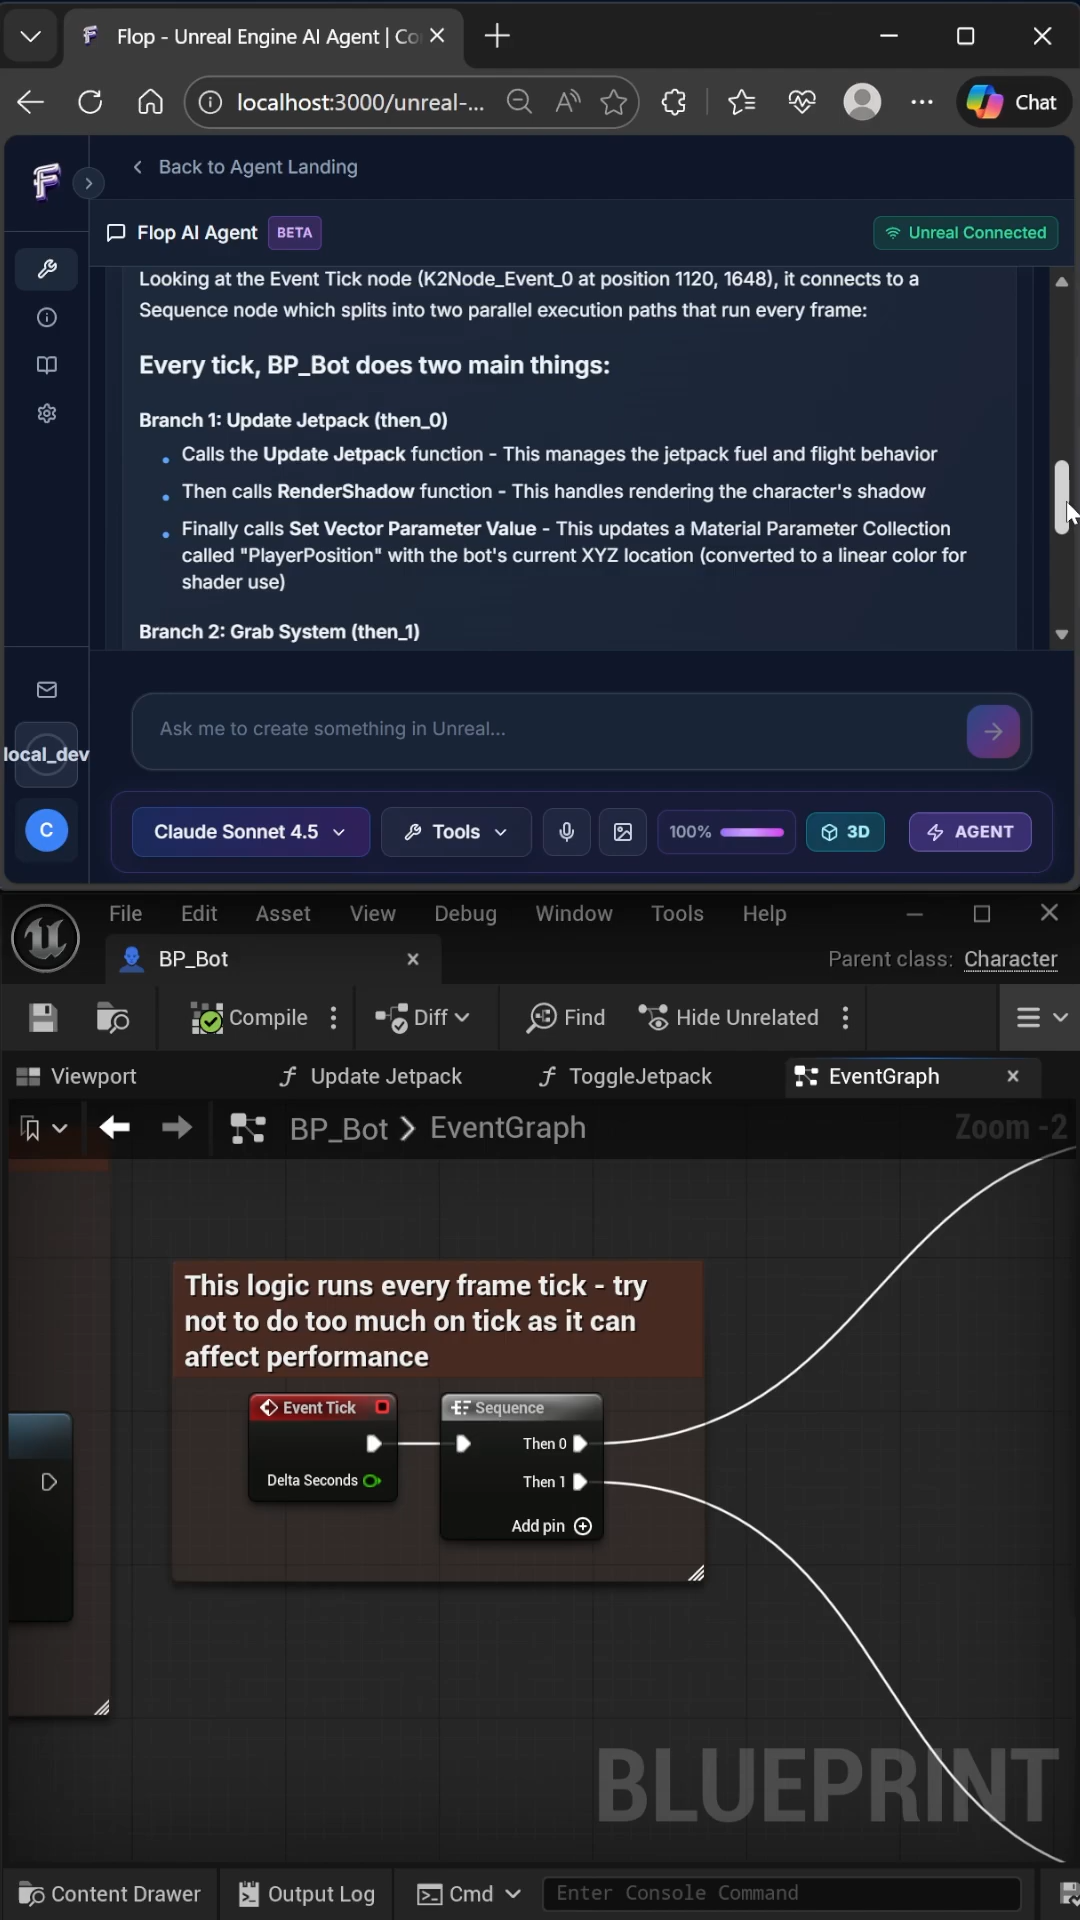 Flop - Unreal Engine AI Agent | Co
localhost:3000/unreal-...
Chat
Back to Agent Landing
Flop AI Agent
BETA
Unreal Connected
Looking at the Event Tick node (K2Node_Event_0 at position 1120, 1648), it connects to a
Sequence node which splits into two parallel execution paths that run every frame:
Every tick, BP_Bot does two main things:
Branch 1: Update Jetpack (then_0)
Calls the Update Jetpack function - This manages the jetpack fuel and flight behavior
Then calls RenderShadow function - This handles rendering the character's shadow
Finally calls Set Vector Parameter Value - This updates a Material Parameter Collection
called "PlayerPosition" with the bot's current XYZ location (converted to a linear color for
shader use)
Branch 2: Grab System (then_1)
Ask me to create something in Unreal...
local_dev
C
Claude Sonnet 4.5
Tools
100%
3D
AGENT
File Edit Asset View Debug Window Tools Help
BP_Bot
Parent class: Character
Compile
Diff
Find
Hide Unrelated
Viewport
Update Jetpack
ToggleJetpack
EventGraph
BP_Bot > EventGraph
Zoom -2
This logic runs every frame tick - try
not to do too much on tick as it can
affect performance
Event Tick
Delta Seconds
Sequence
Then 0
Then 1
Add pin
BLUEPRINT
Content Drawer
Output Log
Cmd
Enter Console Command